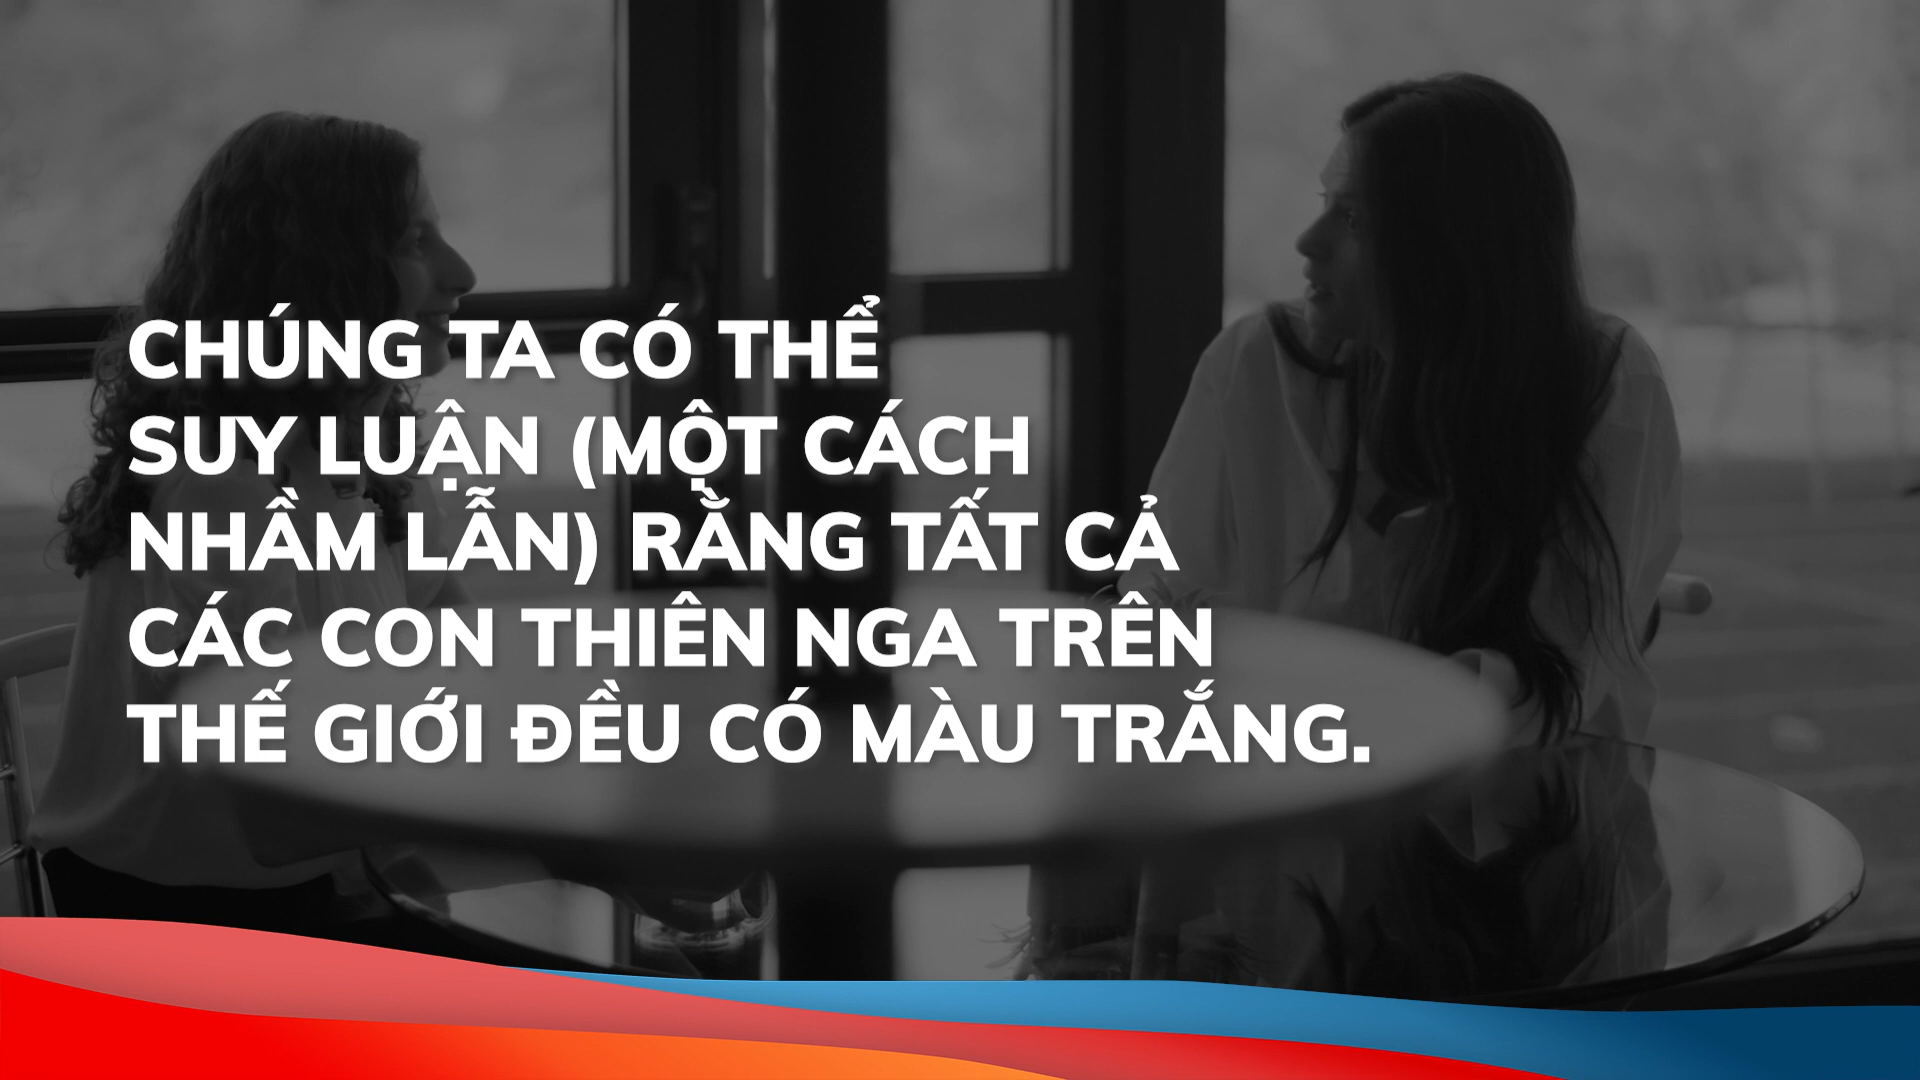 CHÚNG TA CÓ THỂ
SUY LUẬN (MỘT CÁCH
NHẦM LẪN) RẰNG TẤT CẢ
CÁC CON THIÊN NGA TRÊN
THẾ GIỚI ĐỀU CÓ MÀU TRẮNG.